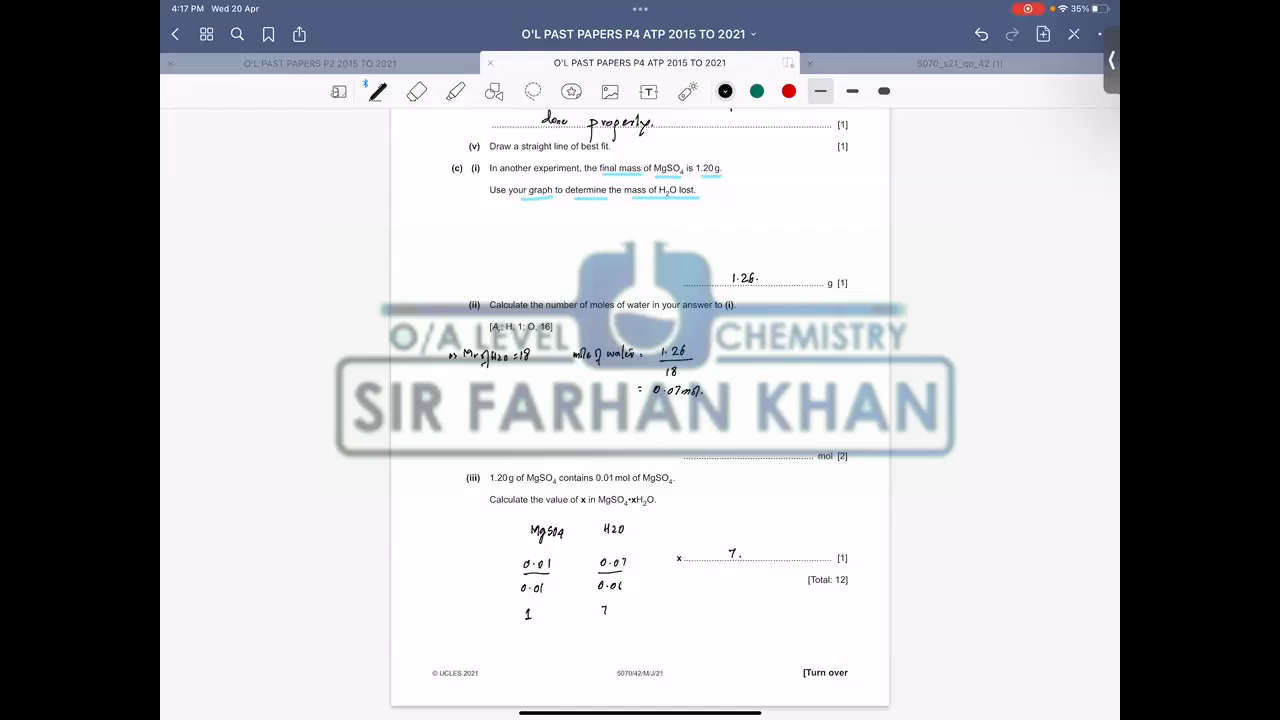 4:17 PM Wed 20 Apr
35%
O'L PAST PAPERS P4 ATP 2015 TO 2021
O'L PAST PAPERS P2 2015 TO 2021
O'L PAST PAPERS P4 ATP 2015 TO 2021
5070_s21_qp_42 [1]
done property. [1]
(v) Draw a straight line of best fit. [1]
(c) (i) In another experiment, the final mass of MgSO4 is 1.20 g.
Use your graph to determine the mass of H2O lost.
1.26. g [1]
(ii) Calculate the number of moles of water in your answer to (i).
[Ar: H, 1; O, 16]
O/A LEVEL CHEMISTRY
Mr of H2O = 18 mole of water = 1.26
18
= 0.07 mol.
SIR FARHAN KHAN
mol [2]
(iii) 1.20 g of MgSO4 contains 0.01 mol of MgSO4.
Calculate the value of x in MgSO4•xH2O.
MgSO4 H2O
x 7. [1]
0.01 0.07
[Total: 12]
0.01 0.01
1 7
© UCLES 2021 5070/42/M/J/21 [Turn over